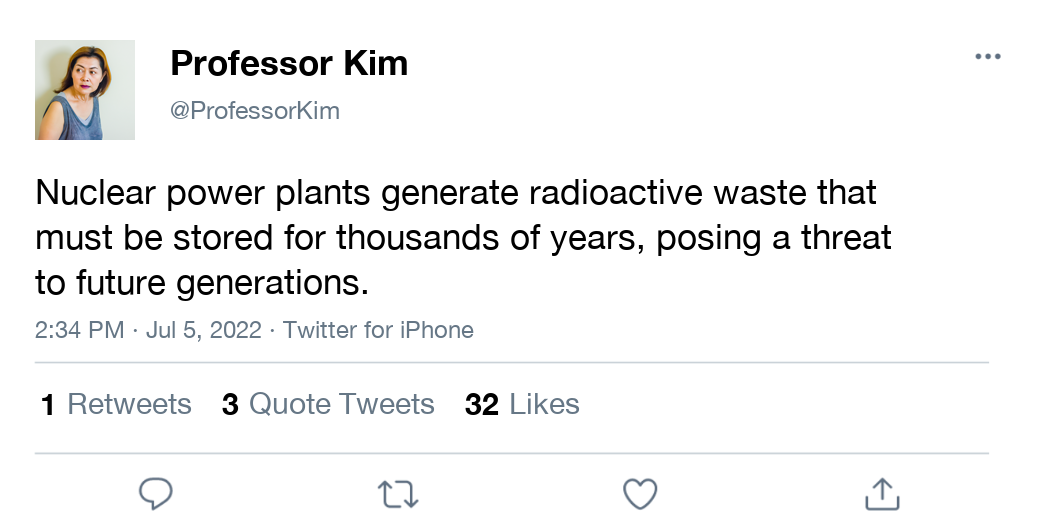 Professor Kim
@ProfessorKim
Nuclear power plants generate radioactive waste that
must be stored for thousands of years, posing a threat
to future generations.
2:34 PM · Jul 5, 2022 · Twitter for iPhone
1 Retweets 3 Quote Tweets 32 Likes